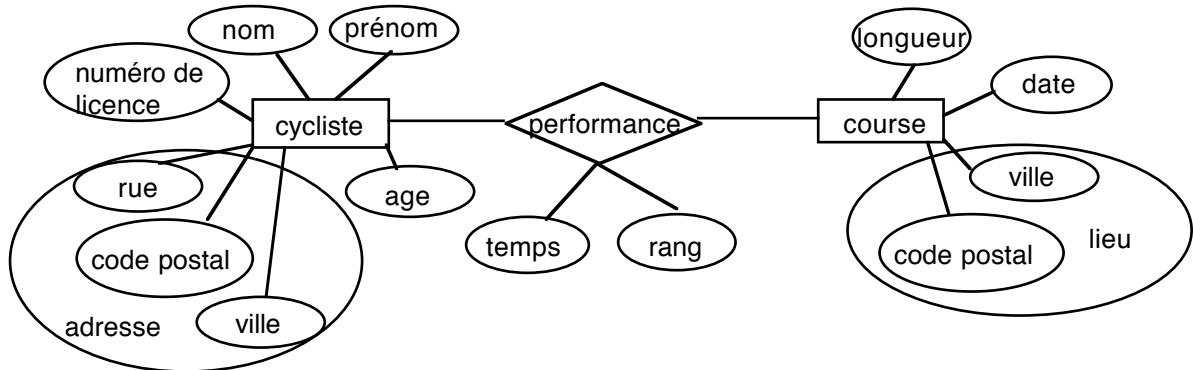 nom
prénom
numéro de
licence
cycliste
rue
age
code postal
ville
adresse
performance
temps
rang
longueur
date
course
ville
code postal
lieu